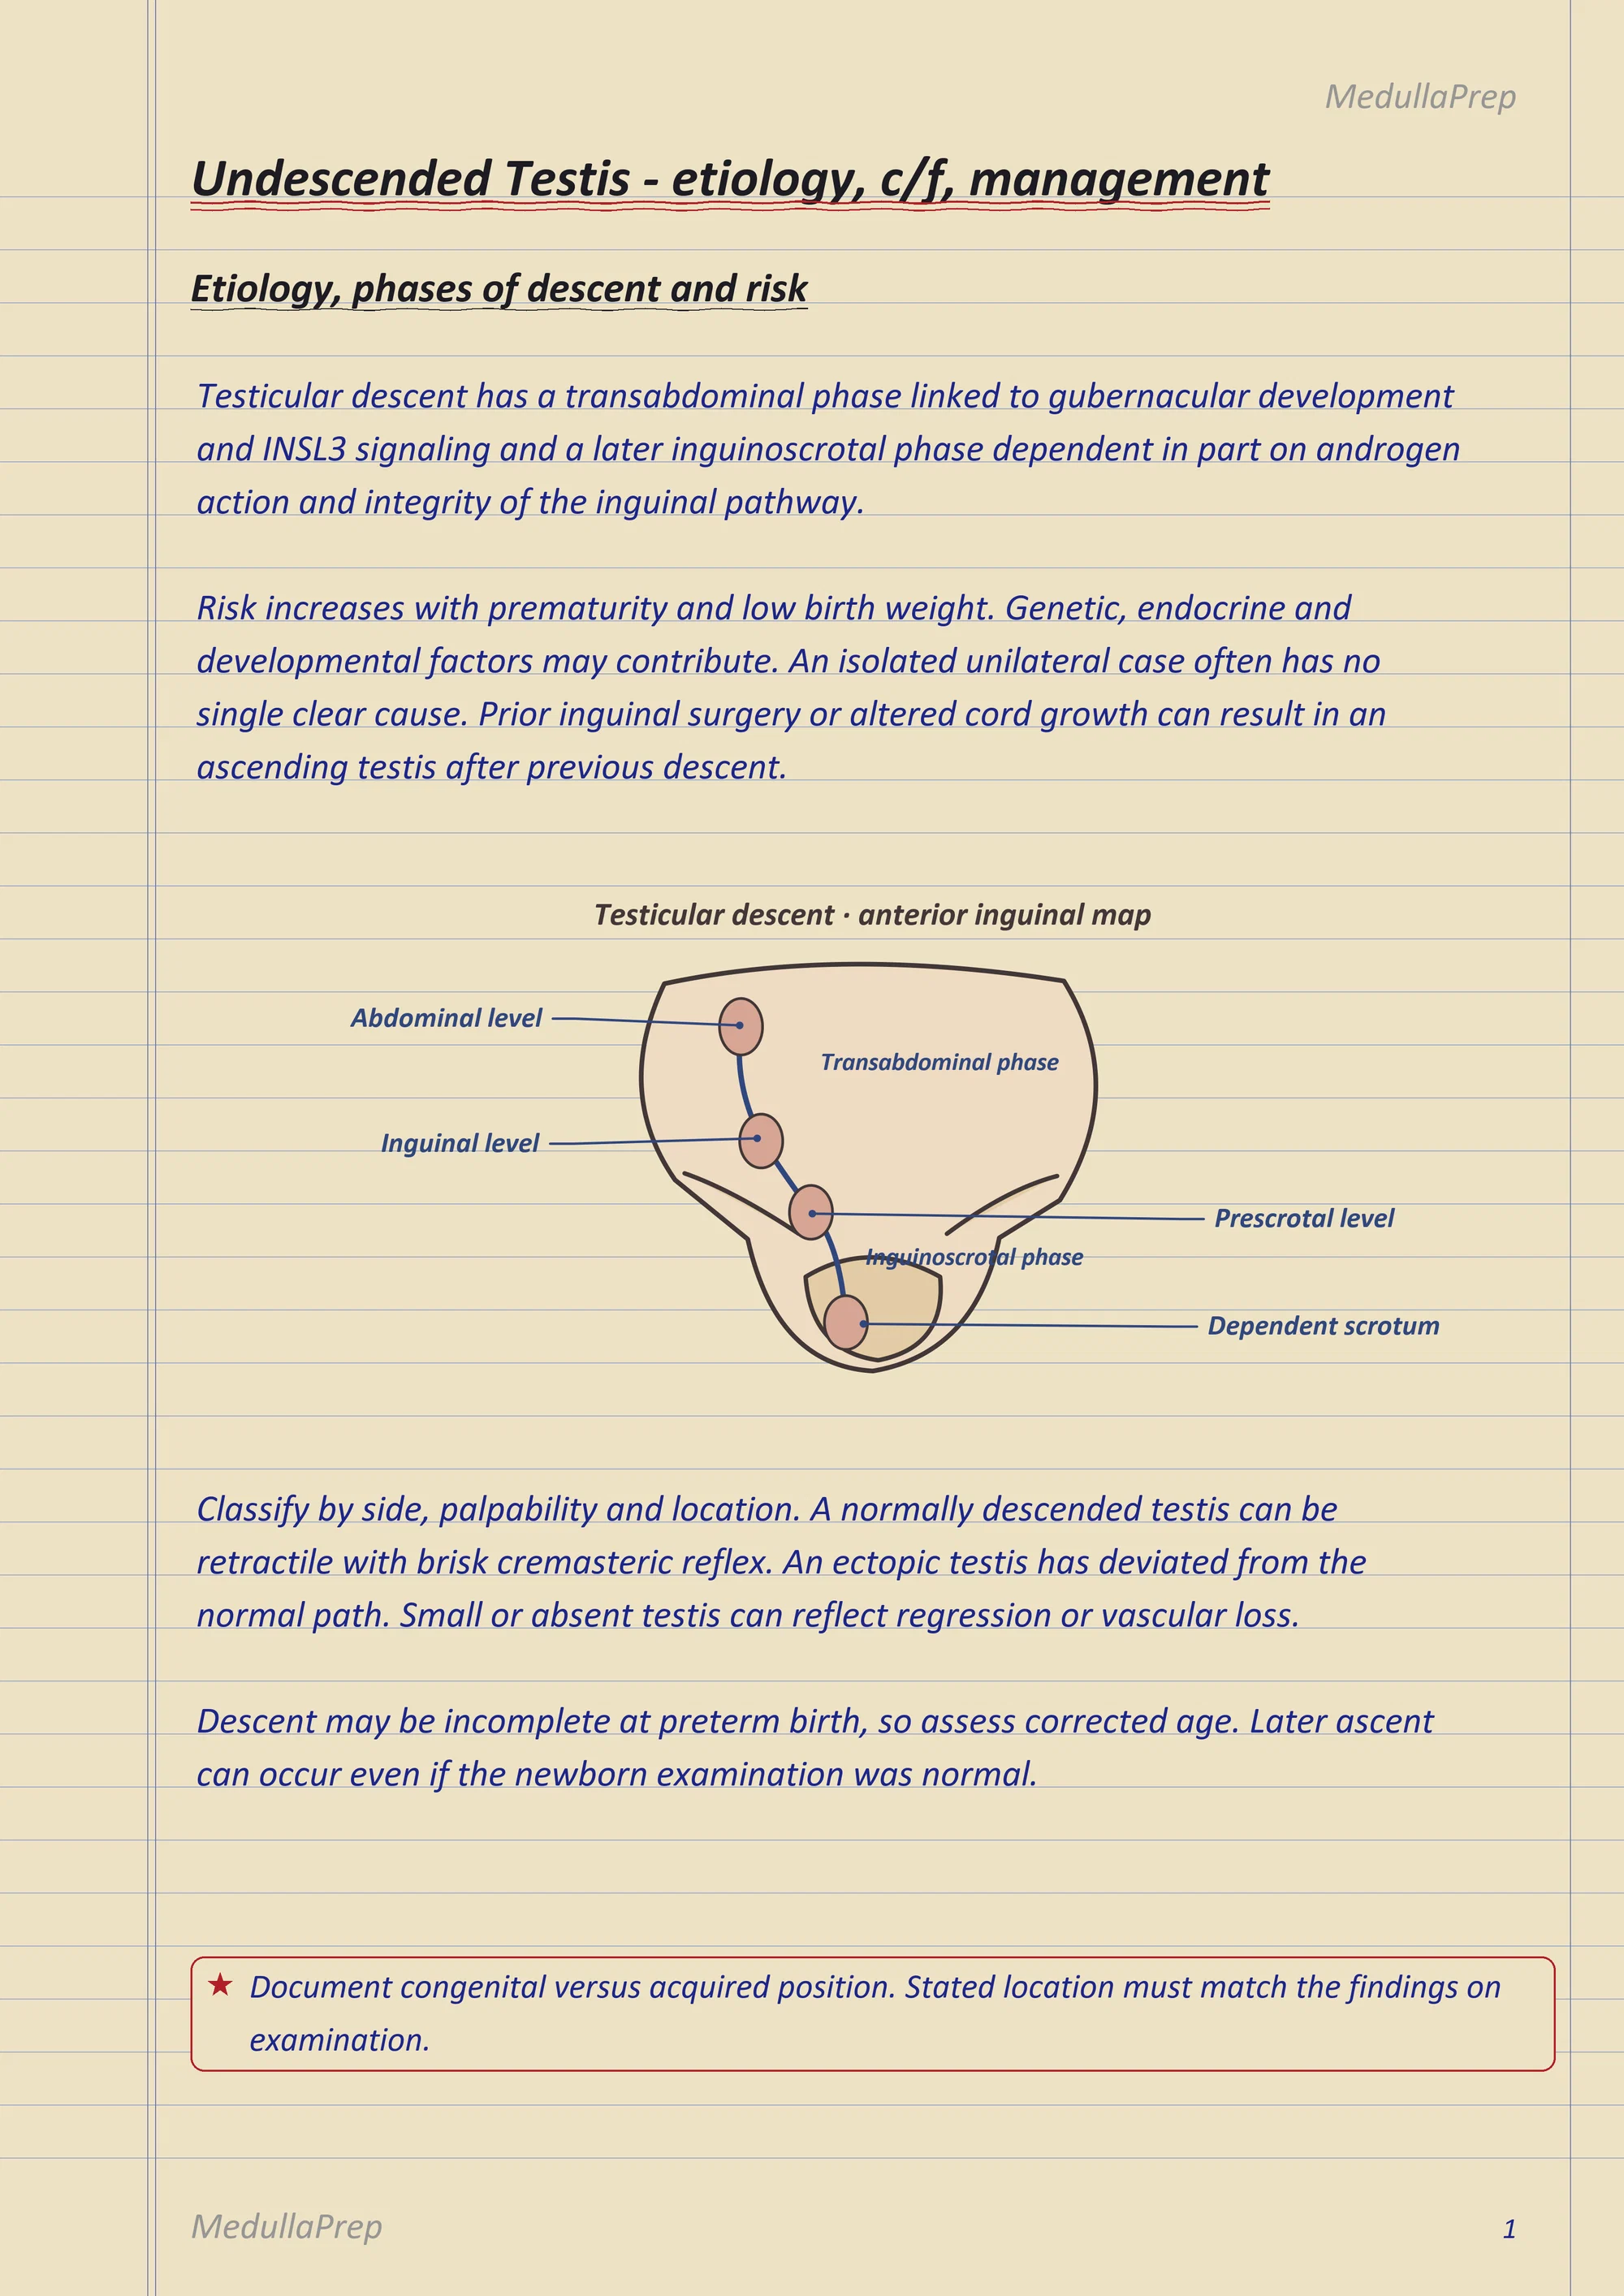 MedullaPrep
Undescended Testis - etiology, c/f, management
Etiology, phases of descent and risk
Testicular descent has a transabdominal phase linked to gubernacular development
and INSL3 signaling and a later inguinoscrotal phase dependent in part on androgen
action and integrity of the inguinal pathway.
Risk increases with prematurity and low birth weight. Genetic, endocrine and
developmental factors may contribute. An isolated unilateral case often has no
single clear cause. Prior inguinal surgery or altered cord growth can result in an
ascending testis after previous descent.
Testicular descent · anterior inguinal map
Abdominal level
Transabdominal phase
Inguinal level
Prescrotal level
Inguinoscrotal phase
Dependent scrotum
Classify by side, palpability and location. A normally descended testis can be
retractile with brisk cremasteric reflex. An ectopic testis has deviated from the
normal path. Small or absent testis can reflect regression or vascular loss.
Descent may be incomplete at preterm birth, so assess corrected age. Later ascent
can occur even if the newborn examination was normal.
★ Document congenital versus acquired position. Stated location must match the findings on
examination.
MedullaPrep
1